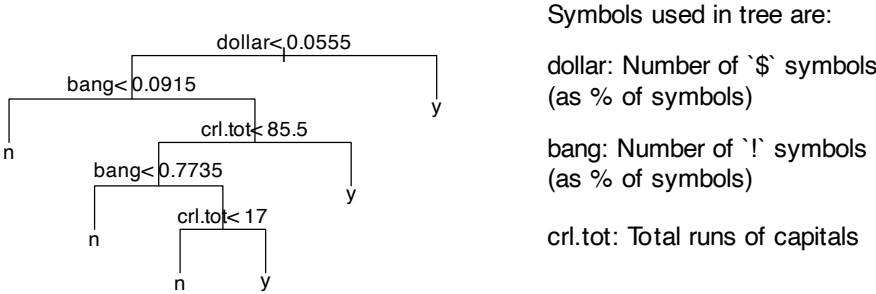 dollar< 0.0555
bang< 0.0915
y
crl.tot< 85.5
n
bang< 0.7735
y
crl.tot< 17
n
n
y
Symbols used in tree are:
dollar: Number of `$` symbols
(as % of symbols)
bang: Number of `!` symbols
(as % of symbols)
crl.tot: Total runs of capitals